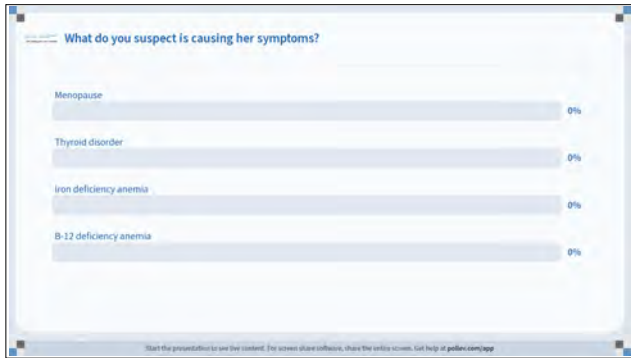 What do you suspect is causing her symptoms?
Menopause
0%
Thyroid disorder
0%
Iron deficiency anemia
0%
B-12 deficiency anemia
0%
Start the presentation to see live content. For screen share software, share the entire screen. Get help at pollev.com/app